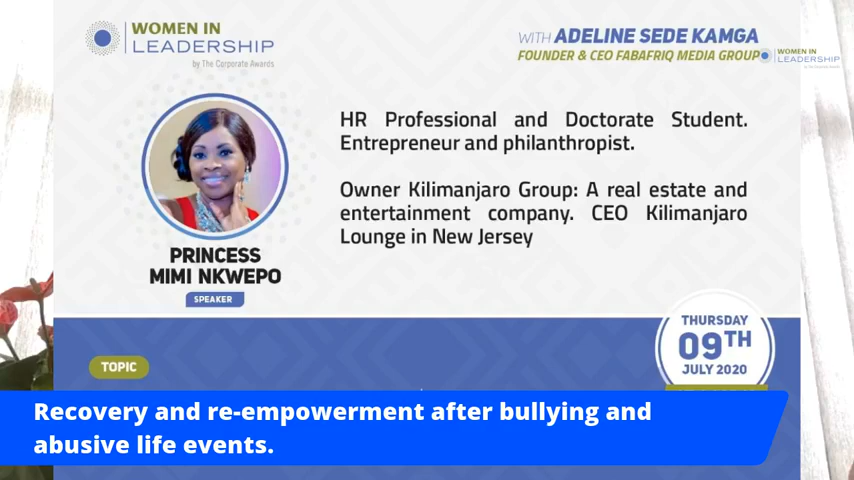 WOMEN IN
LEADERSHIP
by The Corporate Awards
WITH ADELINE SEDE KAMGA
FOUNDER & CEO FABAFRIQ MEDIA GROUP
WOMEN IN
LEADERSHIP
HR Professional and Doctorate Student.
Entrepreneur and philanthropist.
Owner Kilimanjaro Group: A real estate and
entertainment company. CEO Kilimanjaro
Lounge in New Jersey
PRINCESS
MIMI NKWEPO
SPEAKER
THURSDAY
09TH
JULY 2020
TOPIC
Recovery and re-empowerment after bullying and
abusive life events.